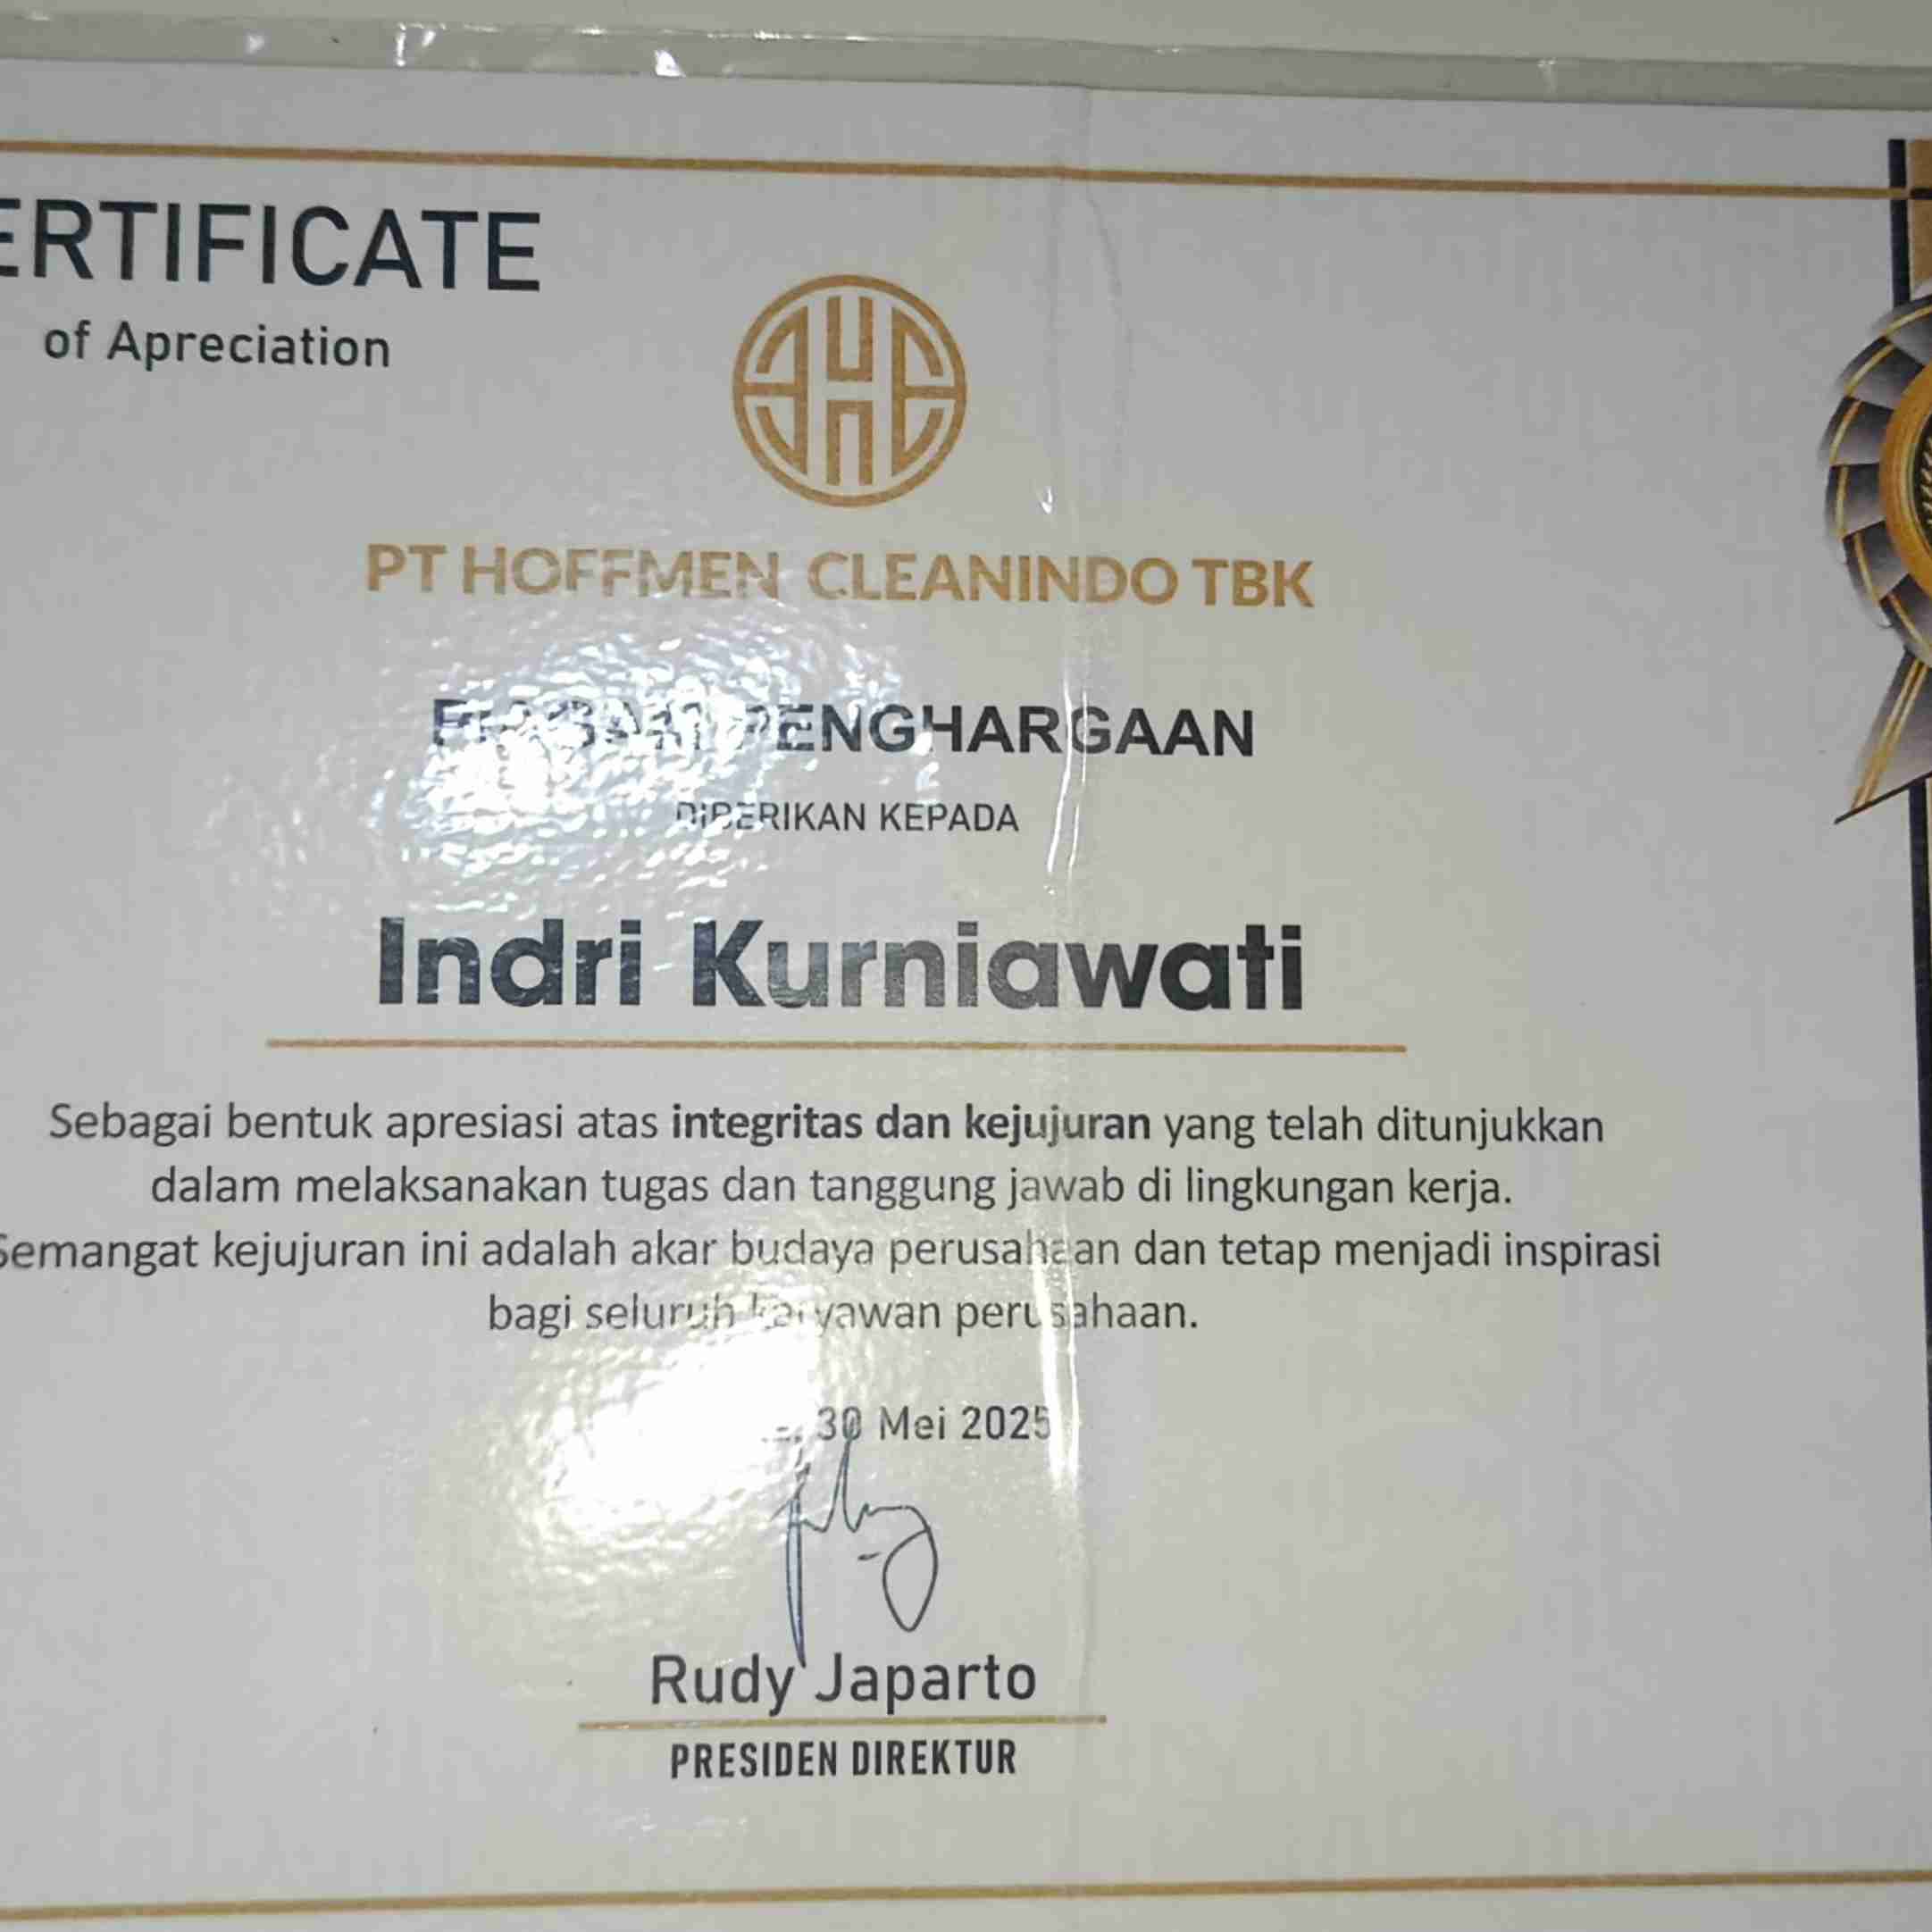 ERTIFICATE
of Apreciation
PT HOFFMEN CLEANINDO TBK
PIAGAM PENGHARGAAN
DIBERIKAN KEPADA
Indri Kurniawati
Sebagai bentuk apresiasi atas integritas dan kejujuran yang telah ditunjukkan
dalam melaksanakan tugas dan tanggung jawab di lingkungan kerja.
Semangat kejujuran ini adalah akar budaya perusahaan dan tetap menjadi inspirasi
bagi seluruh karyawan perusahaan.
30 Mei 2025
Rudy Japarto
PRESIDEN DIREKTUR